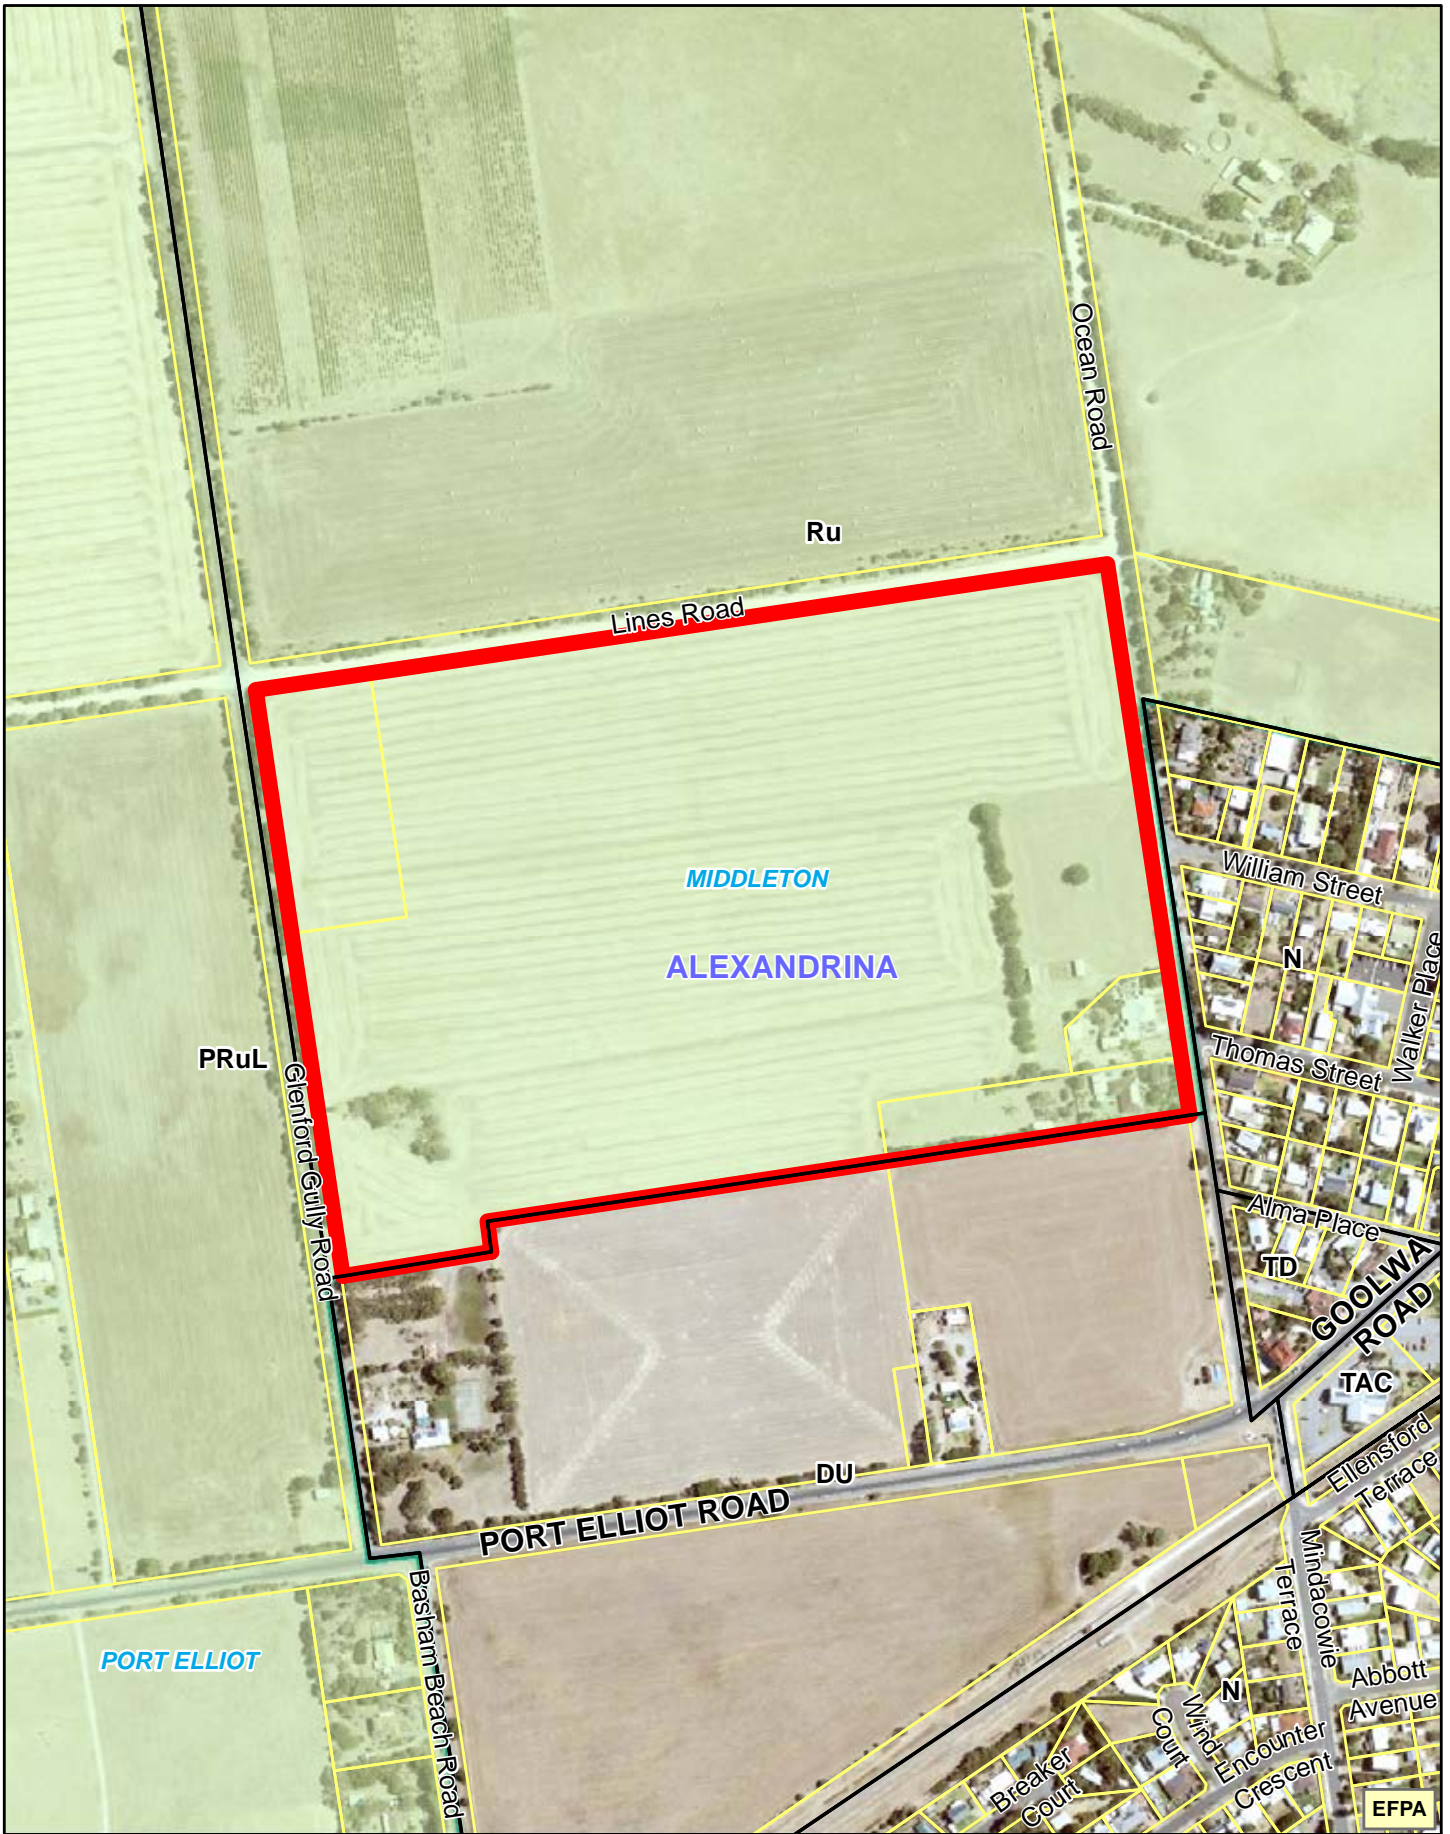 Ocean Road
Ru
Lines Road
William Street
MIDDLETON
N
Walker Place
ALEXANDRINA
Thomas Street
PRuL
Glenford Gully Road
Alma Place
TD
GOOLWA
ROAD
TAC
Ellensford
Terrace
DU
PORT ELLIOT ROAD
Mindacowie
Terrace
Basham Beach Road
PORT ELLIOT
Abbott
Avenue
N
Wind
Court
Encounter
Crescent
Breaker
Court
EFPA